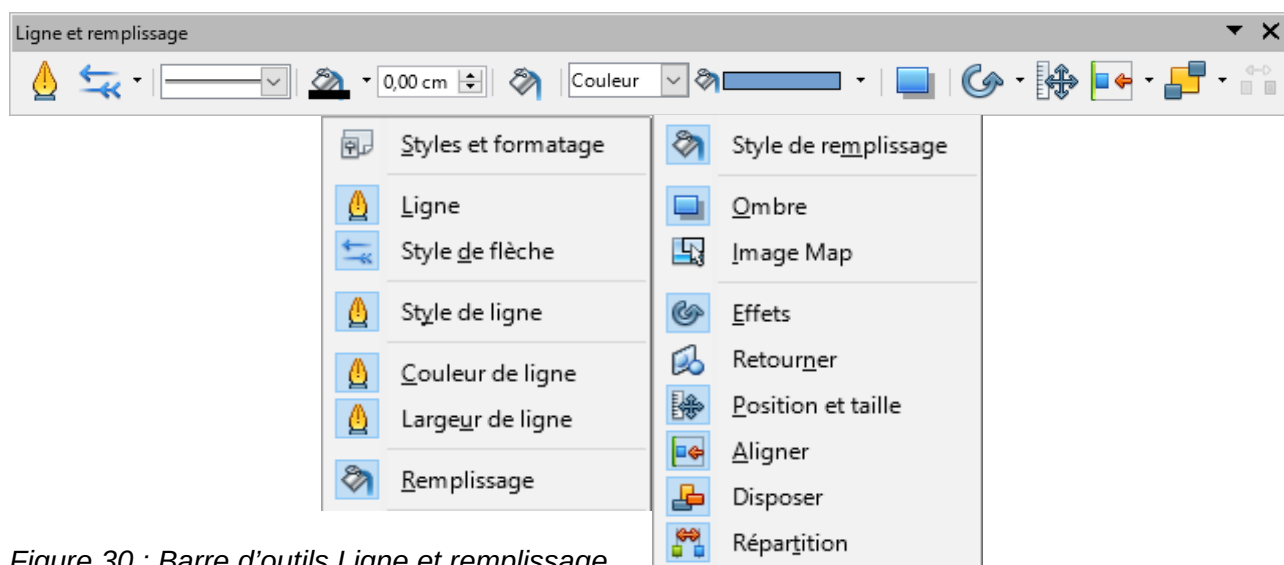 Ligne et remplissage
0,00 cm
Couleur
Styles et formatage
Ligne
Style de flèche
Style de ligne
Couleur de ligne
Largeur de ligne
Remplissage
Style de remplissage
Ombre
Image Map
Effets
Retourner
Position et taille
Aligner
Disposer
Répartition
Figure 30 : Barre d’outils Ligne et remplissage